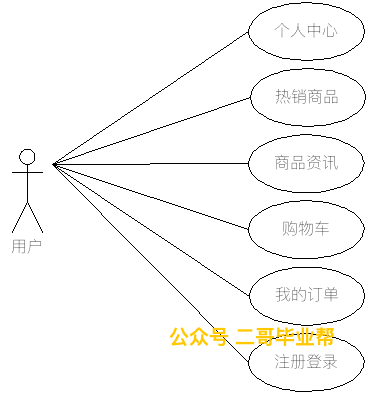 个人中心
热销商品
商品资讯
购物车
用户
我的订单
公众号 二哥毕业帮
注册登录